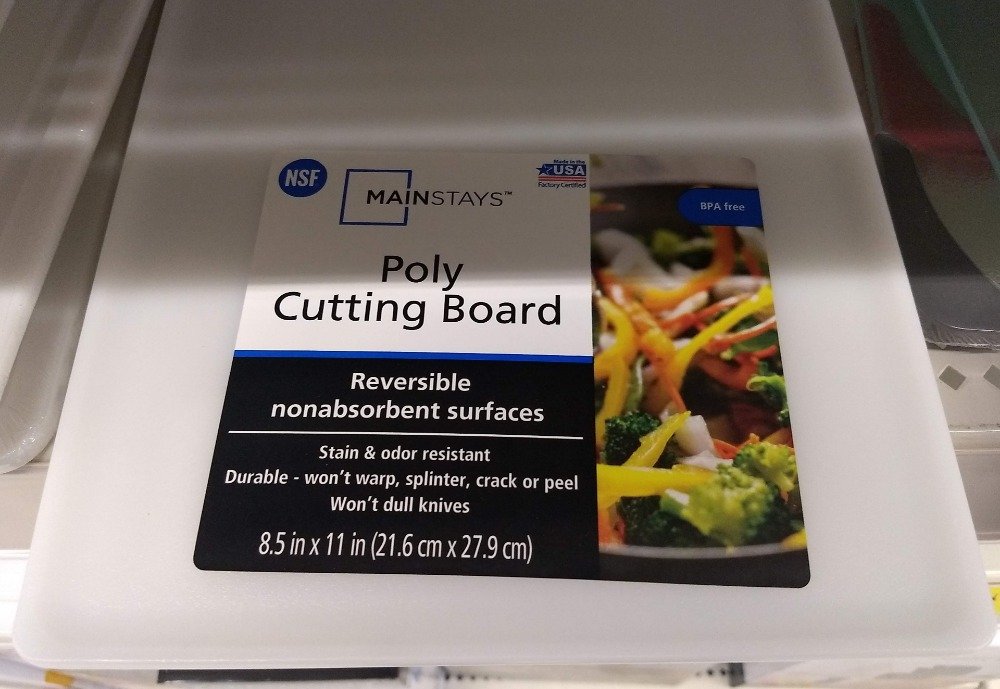 NSF
MAINSTAYS™
Made in the
USA
Factory Certified
BPA free
Poly
Cutting Board
Reversible
nonabsorbent surfaces
Stain & odor resistant
Durable - won't warp, splinter, crack or peel
Won't dull knives
8.5 in x 11 in (21.6 cm x 27.9 cm)